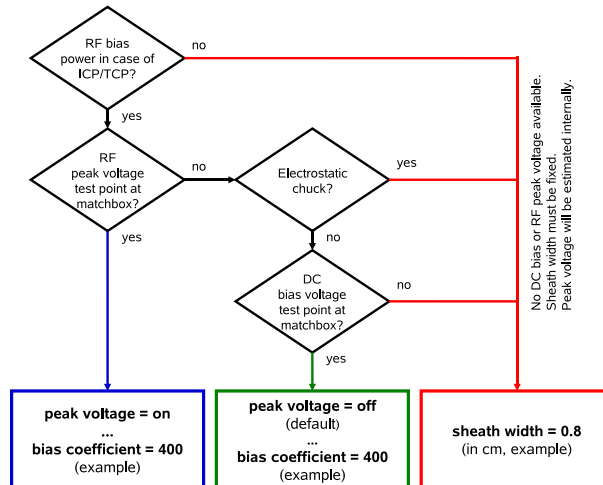 RF bias
power in case of
ICP/TCP?
no
yes
RF
peak voltage
test point at
matchbox?
no
Electrostatic
chuck?
yes
yes
no
DC
bias voltage
test point at
matchbox?
no
yes
No DC bias or RF peak voltage available.
Sheath width must be fixed.
Peak voltage will be estimated internally.
peak voltage = on
...
bias coefficient = 400
(example)
peak voltage = off
(default)
...
bias coefficient = 400
(example)
sheath width = 0.8
(in cm, example)